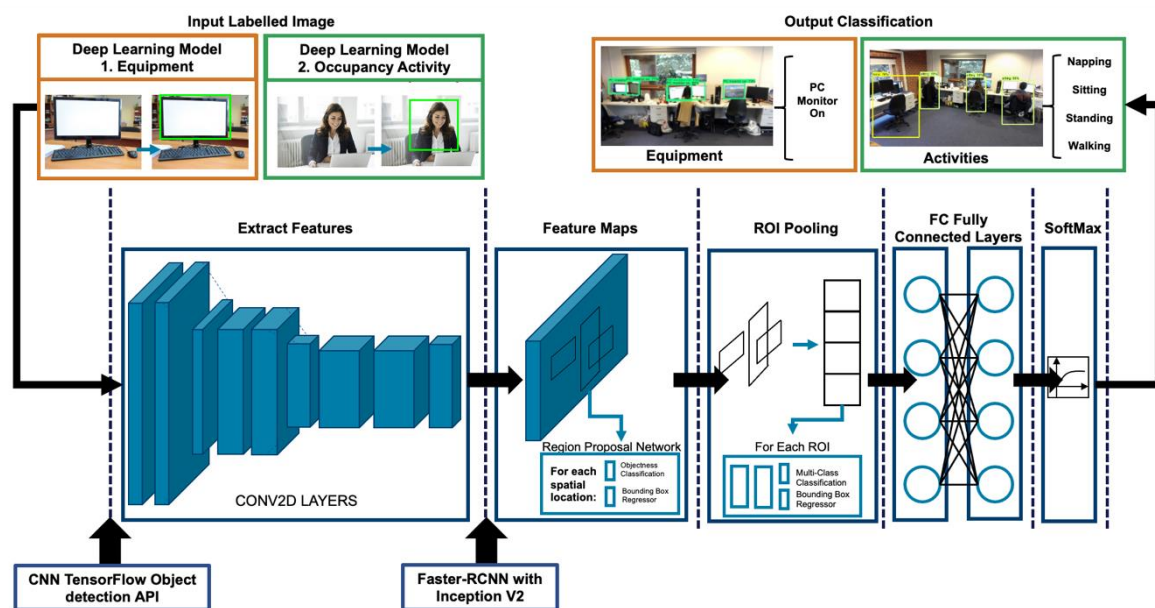 Input Labelled Image
Output Classification
Deep Learning Model
1. Equipment
Deep Learning Model
2. Occupancy Activity
Equipment
PC
Monitor
On
Activities
Napping
Sitting
Standing
Walking
Extract Features
Feature Maps
ROI Pooling
FC Fully
Connected Layers
SoftMax
CONV2D LAYERS
Region Proposal Network
For each
spatial
location:
Objectness
Classification
Bounding Box
Regressor
For Each ROI
Multi-Class
Classification
Bounding Box
Regressor
CNN TensorFlow Object
detection API
Faster-RCNN with
Inception V2